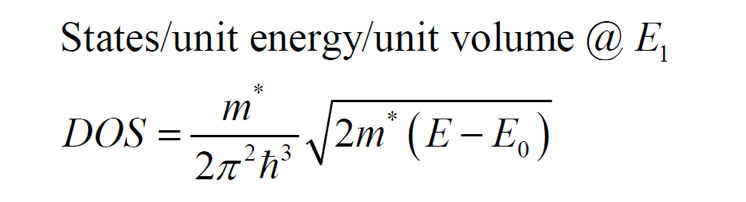 States/unit energy/unit volume @ E₁
DOS = m* / 2π²ħ³ √2m*(E − E₀)